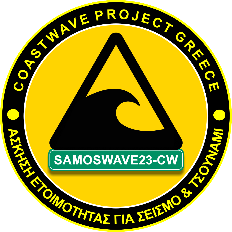 COASTWAVE PROJECT GREECE
SAMOSWAVE23-CW
ΑΣΚΗΣΗ ΕΤΟΙΜΟΤΗΤΑΣ ΓΙΑ ΣΕΙΣΜΟ & ΤΣΟΥΝΑΜΙ